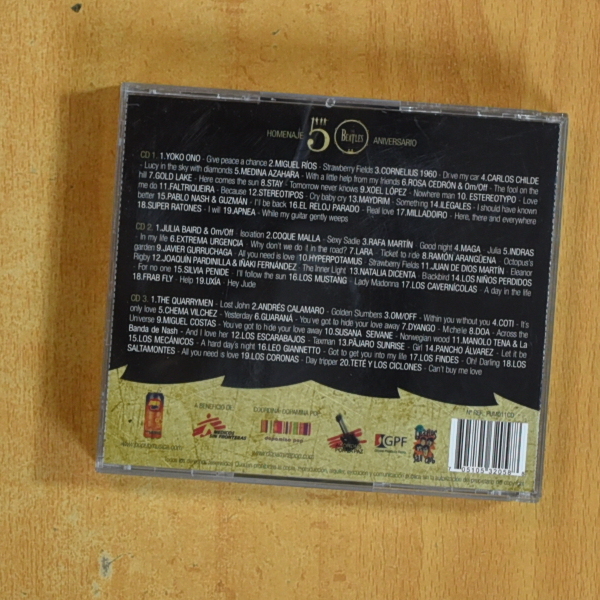 HOMENAJE 50 BEATLES ANIVERSARIO
CD 1. 1.YOKO ONO - Give peace a chance 2.MIGUEL RÍOS - Strawberry Fields 3.CORNELIUS 1960 - Drive my car 4.CARLOS CHILDE
- Lucy in the sky with diamonds 5.MEDINA AZAHARA - With a little help from my friends 6.ROSA CEDRÓN & Om/Off - The fool on the
hill 7.GOLD LAKE - Here comes the sun 8.STAY - Tomorrow never knows 9.XOEL LÓPEZ - Nowhere man 10.ESTEREOTYPO - Love
me do 11.FALTRIQUEIRA - Because 12.STEREOTIPOS - Cry baby cry 13.MAYDRIM - Something 14.ILEGALES - I should have known
better 15.PABLO NASH & GUZMÁN - I'll be back 16.EL RELOJ PARADO - Real love 17.MILLADOIRO - Here, there and everywhere
18.SUPER RATONES - I will 19.APNEA - While my guitar gently weeps
CD 2. 1.JULIA BAIRD & Om/Off - Isolation 2.COQUE MALLA - Sexy Sadie 3.RAFA MARTÍN - Good night 4.MAGA - Julia 5.INDRAS
- In my life 6.EXTREMA URGENCIA - Why don't we do it in the road? 7.LARA - Ticket to ride 8.RAMÓN ARANGÜENA - Octopus's
garden 9.JAVIER GURRUCHAGA - All you need is love 10.HYPERPOTAMUS - Strawberry Fields 11.JUAN DE DIOS MARTÍN - Eleanor
Rigby 12.JOAQUÍN PARDINILLA & IÑAKI FERNÁNDEZ - The Inner Light 13.NATALIA DICENTA - Blackbird 14.LOS NIÑOS PERDIDOS
- For no one 15.SILVIA PENIDE - I'll follow the sun 16.LOS MUSTANG - Lady Madonna 17.LOS CAVERNÍCOLAS - A day in the life
18.FRAB FLY - Help 19.UXÍA - Hey Jude
CD 3. 1.THE QUARRYMEN - Lost John 2.ANDRÉS CALAMARO - Golden Slumbers 3.OM/OFF - Within you without you 4.COTI - It's
only love 5.CHEMA VILCHEZ - Yesterday 6.GUARANÁ - You've got to hide your love away 7.DYANGO - Michele 8.DOA - Across the
Universe 9.MIGUEL COSTAS - You've got to hide your love away 10.SUSANA SEIVANE - Norwegian wood 11.MANOLO TENA & La
Banda de Nash - And I love her 12.LOS ESCARABAJOS - Taxman 13.PÁJARO SUNRISE - Girl 14.PANCHO ÁLVAREZ - Let it be
15.LOS MECÁNICOS - A hard day's night 16.LEO GIANNETTO - Got to get you into my life 17.LOS FINDES - Oh! Darling 18.LOS
SALTAMONTES - All you need is love 19.LOS CORONAS - Day tripper 20.TETÉ Y LOS CICLONES - Can't buy me love
A BENEFICIO DE:
MEDICOS SIN FRONTERAS
GPF